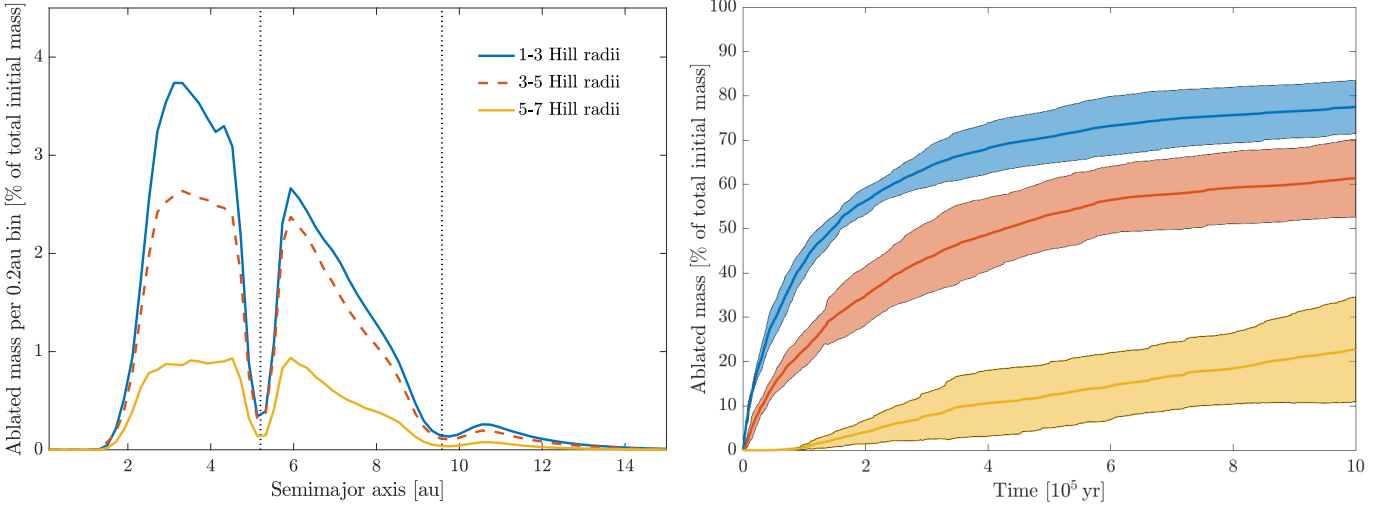 Ablated mass per 0.2au bin [% of total initial mass]
4
3
2
1
0
1-3 Hill radii
3-5 Hill radii
5-7 Hill radii
2 4 6 8 10 12 14
Semimajor axis [au]
Ablated mass [% of total initial mass]
100
90
80
70
60
50
40
30
20
10
0
0 2 4 6 8 10
Time [10⁵ yr]